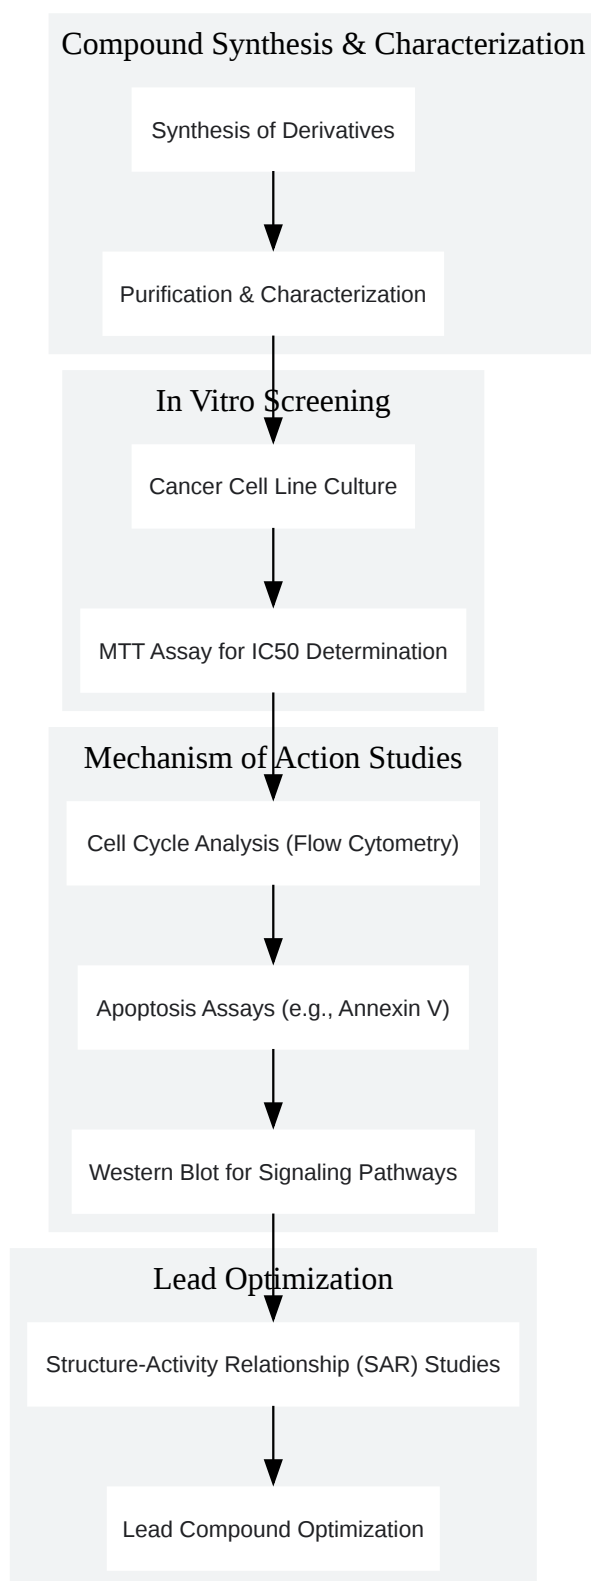 Compound Synthesis & Characterization
Synthesis of Derivatives
Purification & Characterization
In Vitro Screening
Cancer Cell Line Culture
MTT Assay for IC50 Determination
Mechanism of Action Studies
Cell Cycle Analysis (Flow Cytometry)
Apoptosis Assays (e.g., Annexin V)
Western Blot for Signaling Pathways
Lead Optimization
Structure-Activity Relationship (SAR) Studies
Lead Compound Optimization